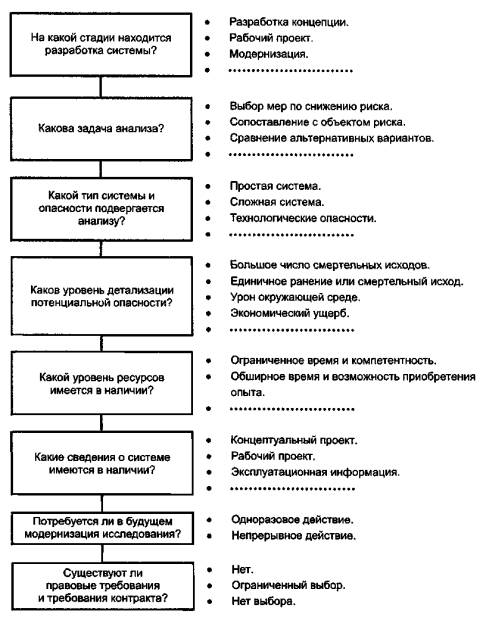 На какой стадии находится
разработка системы?
• Разработка концепции.
• Рабочий проект.
• Модернизация.
• ...........................
Какова задача анализа?
• Выбор мер по снижению риска.
• Сопоставление с объектом риска.
• Сравнение альтернативных вариантов.
• ...........................
Какой тип системы и
опасности подвергается
анализу?
• Простая система.
• Сложная система.
• Технологические опасности.
• ...........................
Каков уровень детализации
потенциальной опасности?
• Большое число смертельных исходов.
• Единичное ранение или смертельный исход.
• Урон окружающей среде.
• Экономический ущерб.
• ...........................
Какой уровень ресурсов
имеется в наличии?
• Ограниченное время и компетентность.
• Обширное время и возможность приобретения
опыта.
• ...........................
Какие сведения о системе
имеются в наличии?
• Концептуальный проект.
• Рабочий проект.
• Эксплуатационная информация.
• ...........................
Потребуется ли в будущем
модернизация исследования?
• Одноразовое действие.
• Непрерывное действие.
Существуют ли
правовые требования
и требования контракта?
• Нет.
• Ограниченный выбор.
• Нет выбора.